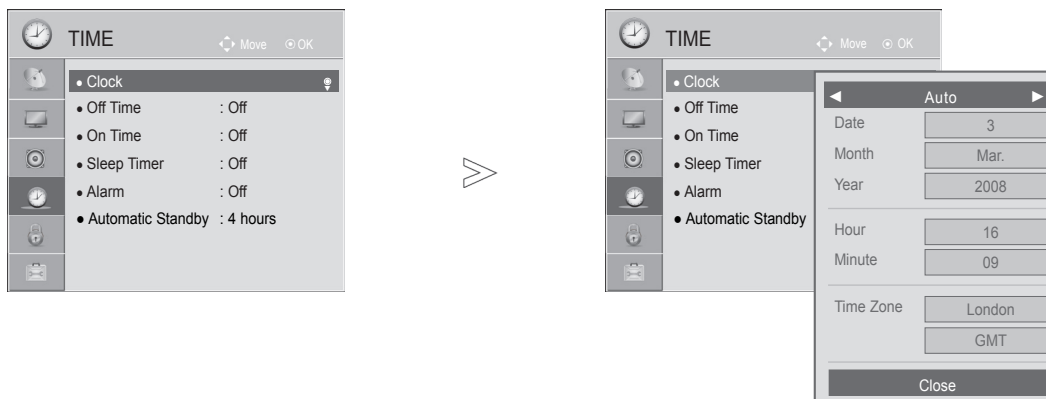 TIME Move OK
• Clock
• Off Time : Off
• On Time : Off
• Sleep Timer : Off
• Alarm : Off
• Automatic Standby : 4 hours
TIME Move OK
• Clock
• Off Time
• On Time
• Sleep Timer
• Alarm
• Automatic Standby
◄ Auto ►
Date 3
Month Mar.
Year 2008
Hour 16
Minute 09
Time Zone London
GMT
Close